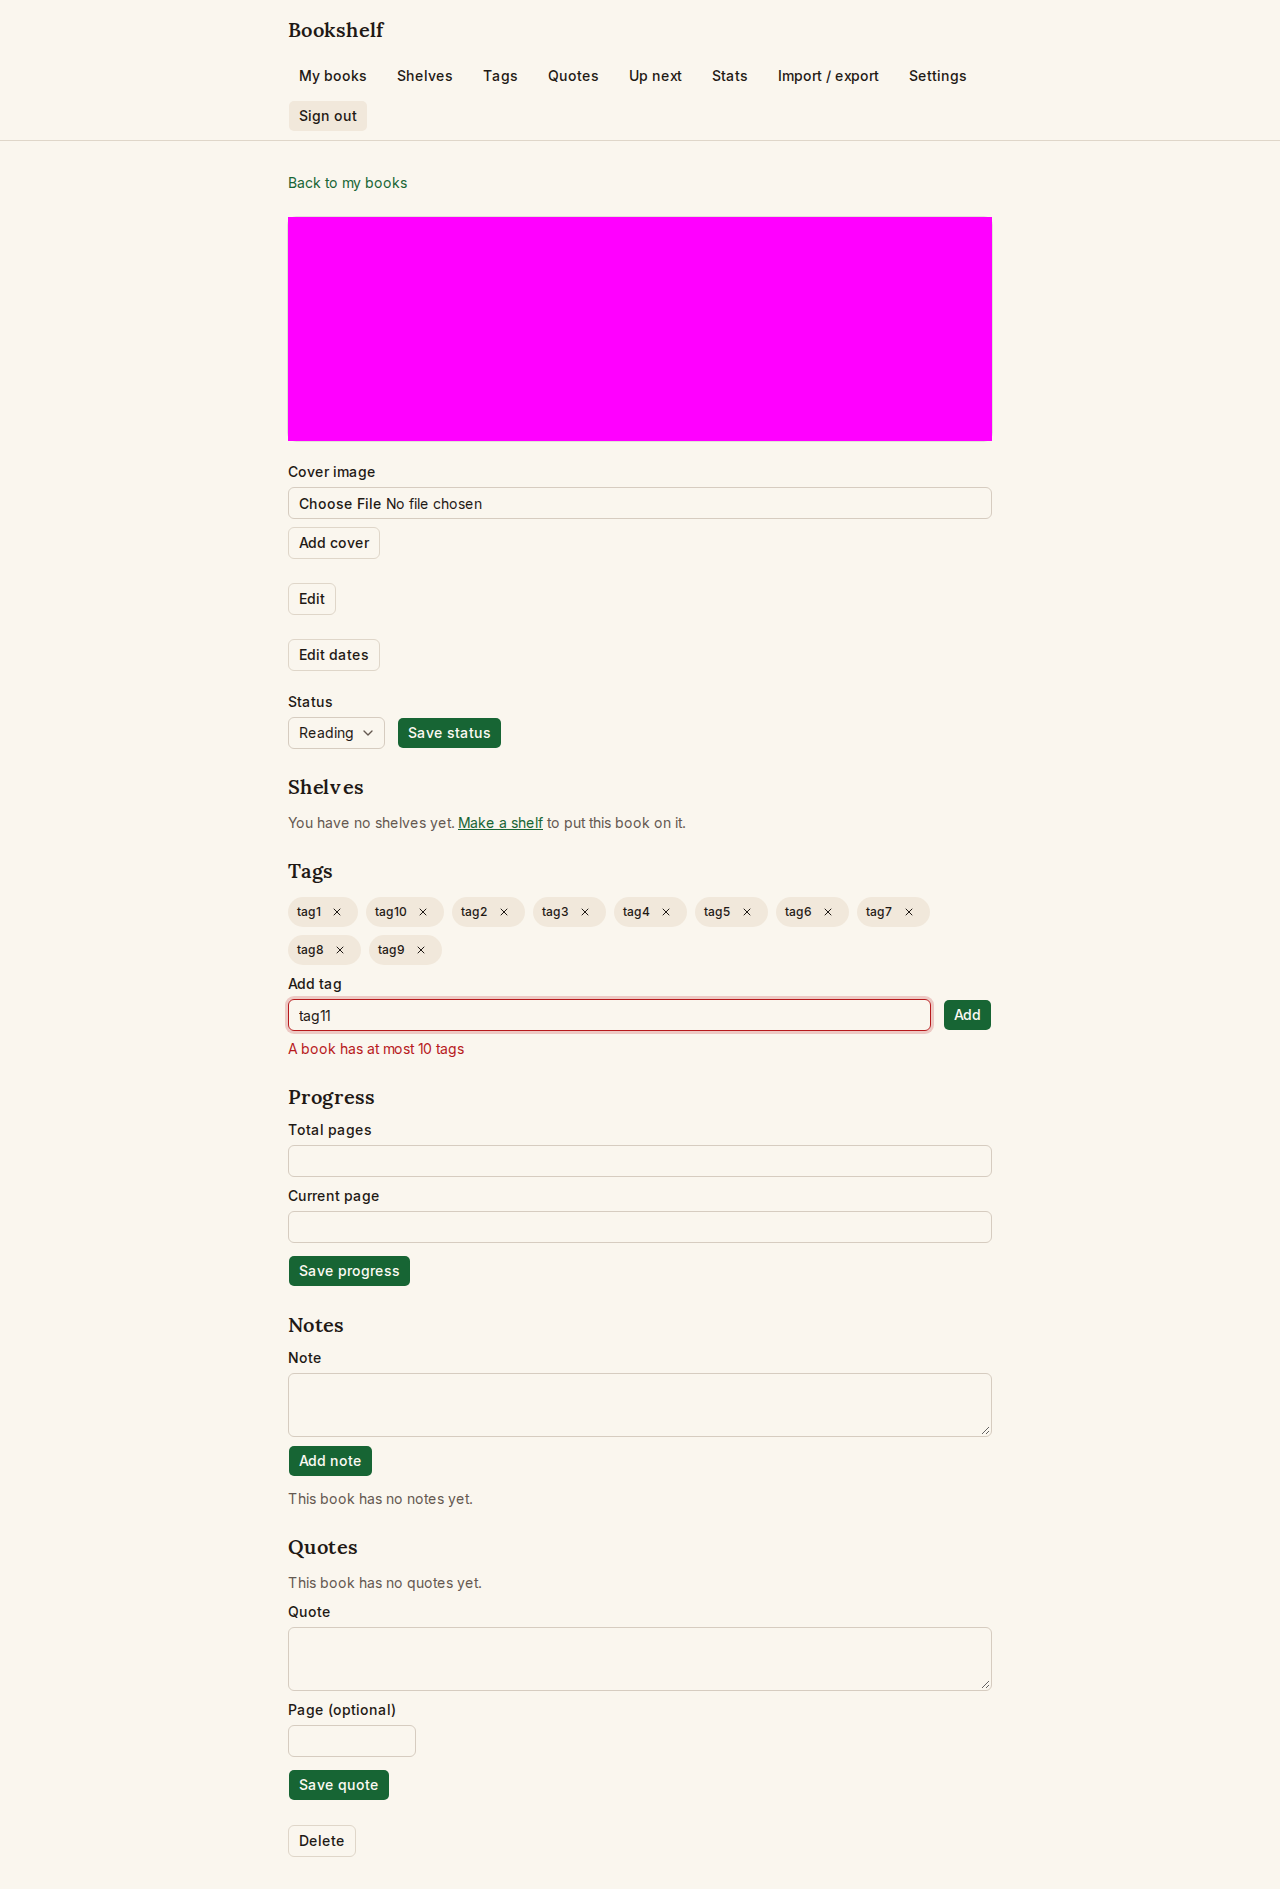 Bookshelf
My books Shelves Tags Quotes Up next Stats Import / export Settings
Sign out
Back to my books
Cover image
Choose File No file chosen
Add cover
Edit
Edit dates
Status
Reading Save status
Shelves
You have no shelves yet. Make a shelf to put this book on it.
Tags
tag1 tag10 tag2 tag3 tag4 tag5 tag6 tag7
tag8 tag9
Add tag
tag11 Add
A book has at most 10 tags
Progress
Total pages
Current page
Save progress
Notes
Note
Add note
This book has no notes yet.
Quotes
This book has no quotes yet.
Quote
Page (optional)
Save quote
Delete